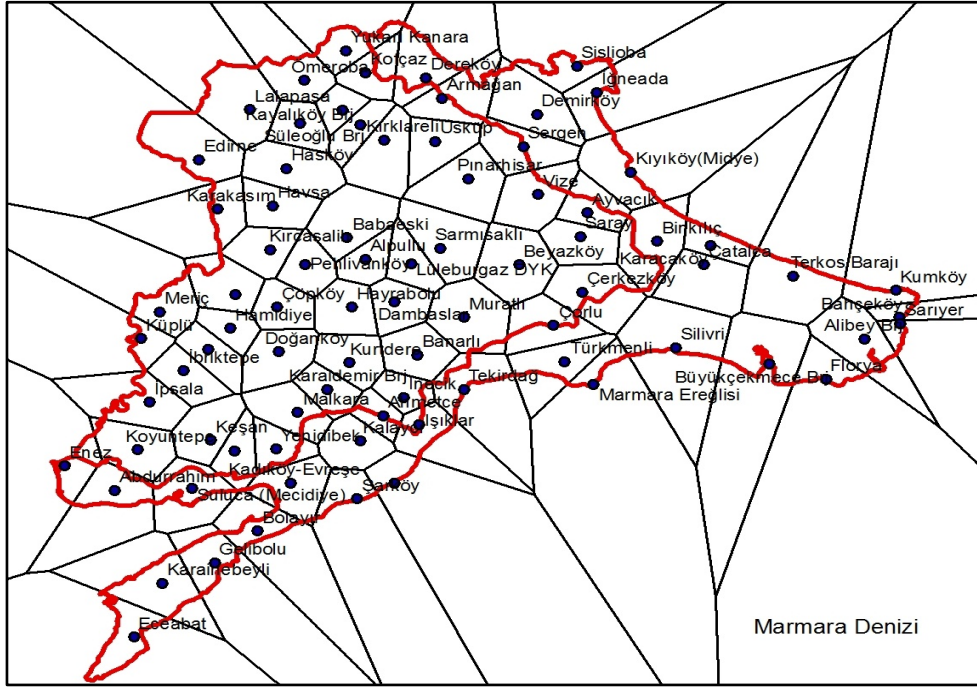 Yukarı Kanara
Kofçaz
Sislioba
Ömeroba
Dereköy
İğneada
Lalapaşa
Armağan
Demirköy
Kayalıköy Brj
Süleoğlu Brj
Kırklareli
Üsküp
Sergen
Edirne
Hasköy
Pınarhisar
Kıyıköy(Midye)
Karakasım
Havsa
Vize
Ayvacık
Babaeski
Saray
Binkılıç
Kırcasalih
Alpullu
Sarmısaklı
Beyazköy
Karacaköy
Çatalca
Pehlivanköy
Lüleburgaz DYK
Çerkezköy
Terkos Barajı
Kumköy
Meriç
Çöpköy
Hayrabolu
Bahçeköy
Küplü
Hamidiye
Dambaslar
Muratlı
Çorlu
Sarıyer
Alibey Brj
İbriktepe
Doğanköy
Kurtdere
Banarlı
Türkmenli
Silivri
Florya
İpsala
Karaidemir Brj
İnacık
Tekirdağ
Büyükçekmece Brj
Malkara
Ahmetçe
Marmara Ereğlisi
Koyuntepe
Keşan
Yenidibek
Kalaycı
Işıklar
Enez
Abdurrahim
Kadıköy-Evreşe
Suluca (Mecidiye)
Şarköy
Bolayır
Gelibolu
Karainebeyli
Eceabat
Marmara Denizi